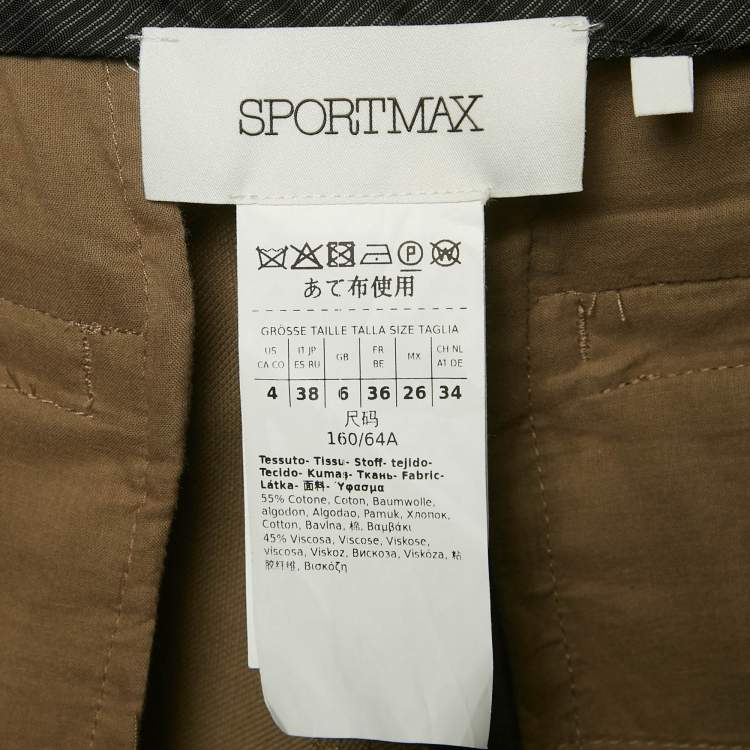 SPORTMAX
P W
あて布使用
GRÖSSE TAILLE TALLA SIZE TAGLIA
US IT JP GB FR MX CH NL
CA CO ES RU BE AT DE
4 38 6 36 26 34
尺码
160/64A
Tessuto- Tissu- Stoff- tejido-
Tecido- Kumaş- Ткань- Fabric-
Látka- 面料- Ύφασμα
55% Cotone, Coton, Baumwolle,
algodon, Algodao, Pamuk, Хлопок,
Cotton, Bavlna, 棉, Βαμβάκι
45% Viscosa, Viscose, Viskose,
viscosa, Viskoz, Вискоза, Viskóza, 粘
胶纤维, Βισκόζη